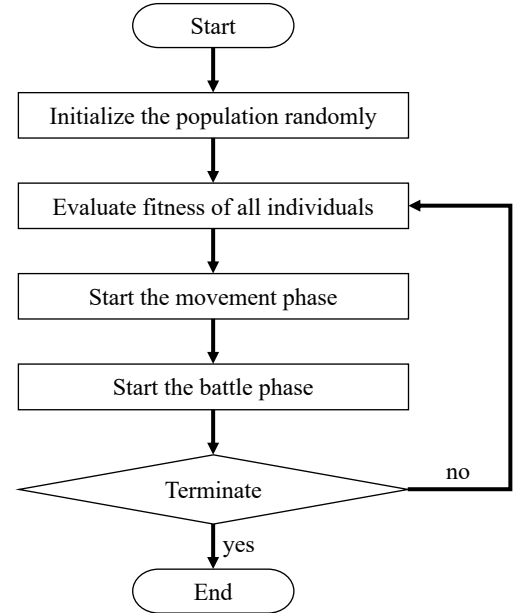 Start
Initialize the population randomly
Evaluate fitness of all individuals
Start the movement phase
Start the battle phase
Terminate
no
yes
End